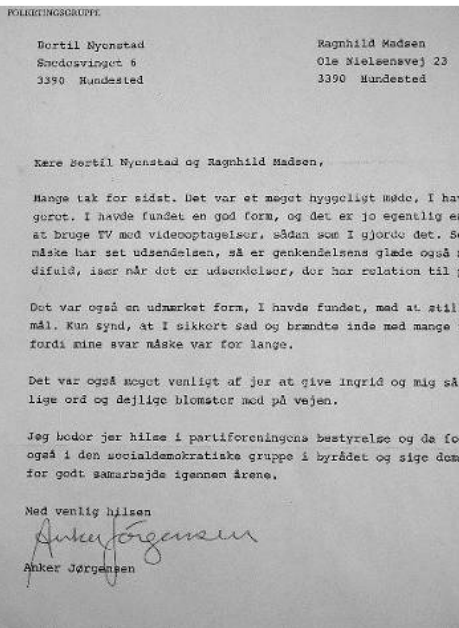 FOLKETINGSGRUPPE
Bertil Nyenstad
Smedesvinget 6
3390 Hundested
Ragnhild Madsen
Ole Nielsensvej 23
3390 Hundested
Kære Bertil Nyenstad og Ragnhild Madsen,
Mange tak for sidst. Det var et meget hyggeligt møde, I hav
geret. I havde fundet en god form, og det er jo egentlig e
at bruge TV med videooptagelser, sådan som I gjorde det. S
måske har set udsendelsen, så er genkendelsens glæde også
difuld, især når det er udsendelser, der har relation til
Det var også en udmærket form, I havde fundet, med at stil
mål. Kun synd, at I sikkert sad og brændte inde med mange
fordi mine svar måske var for lange.
Det var også meget venligt af jer at give Ingrid og mig så
lige ord og dejlige blomster med på vejen.
Jeg beder jer hilse i partiforeningens bestyrelse og da fo
også i den socialdemokratiske gruppe i byrådet og sige dem
for godt samarbejde igennem årene.
Med venlig hilsen
Anker Jørgensen
Anker Jørgensen